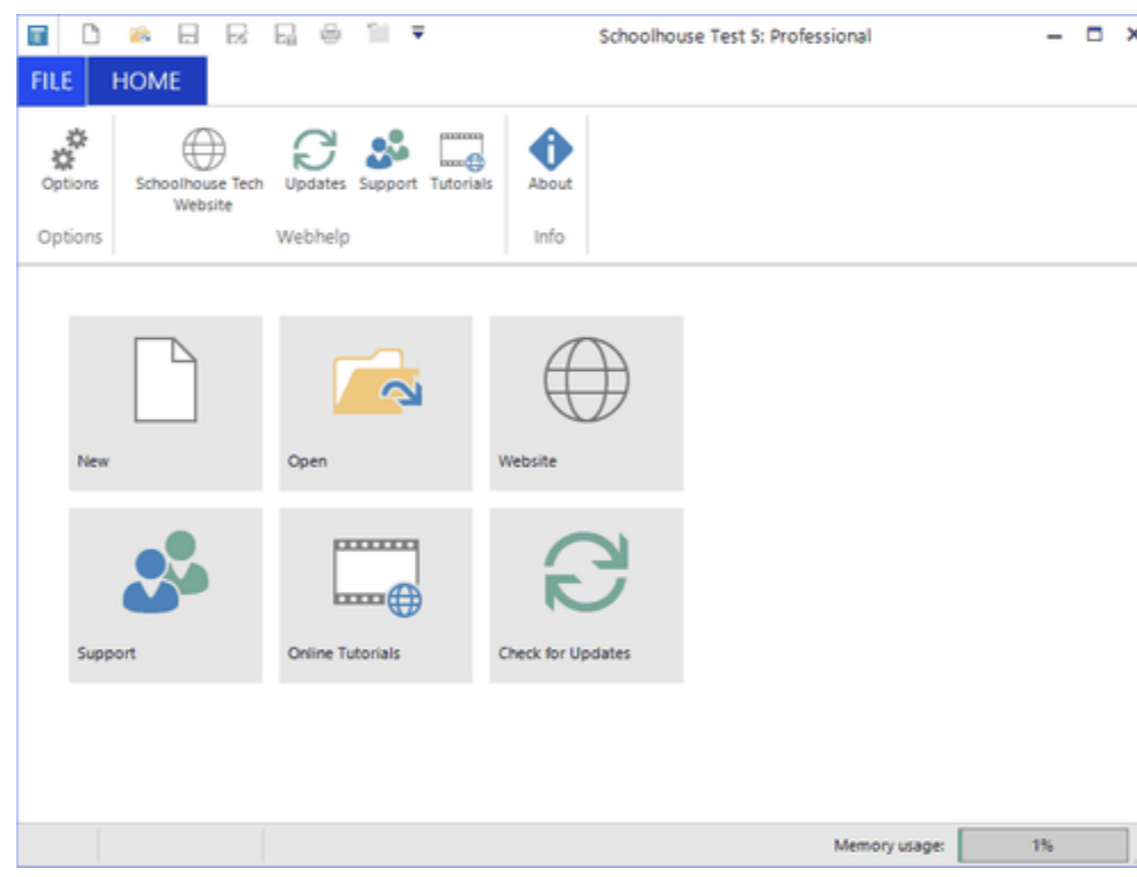 Schoolhouse Test 5: Professional
FILE HOME
Options Schoolhouse Tech Updates Support Tutorials About
Website
Options Webhelp Info
New Open Website
Support Online Tutorials Check for Updates
Memory usage: 1%